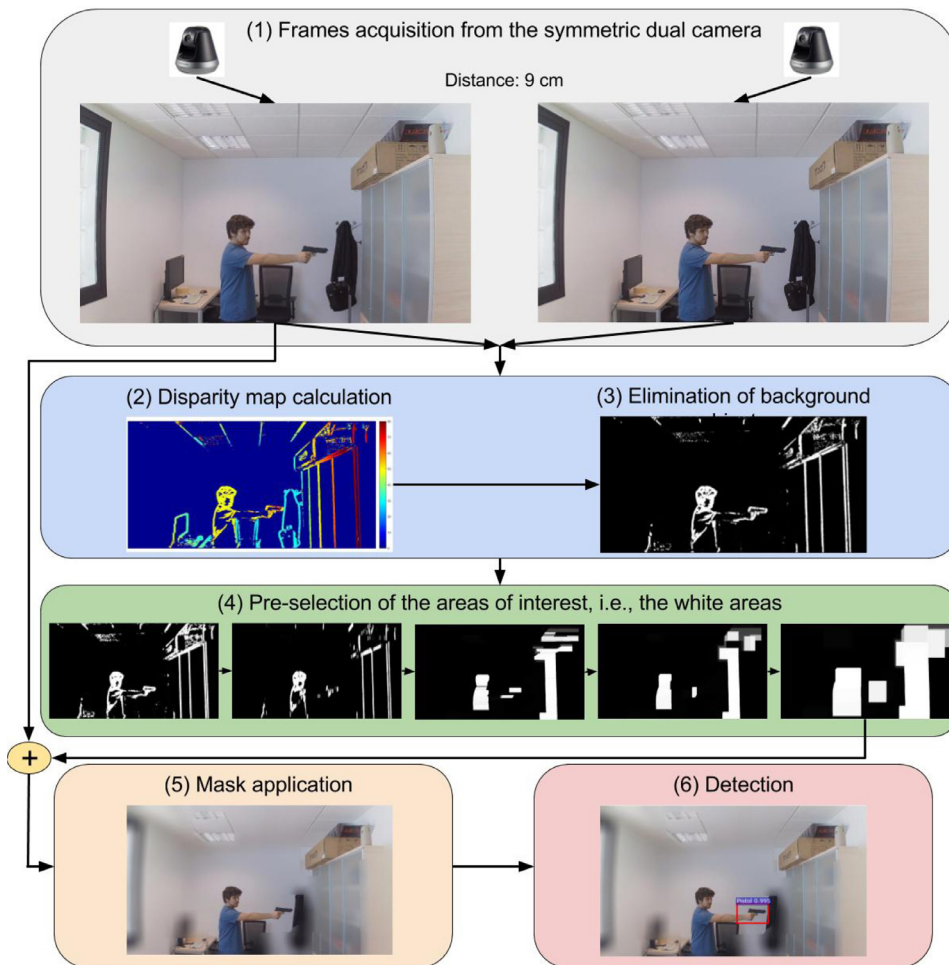 (1) Frames acquisition from the symmetric dual camera
Distance: 9 cm
(2) Disparity map calculation
(3) Elimination of background
(4) Pre-selection of the areas of interest, i.e., the white areas
+
(5) Mask application
(6) Detection
Pistol 0.995